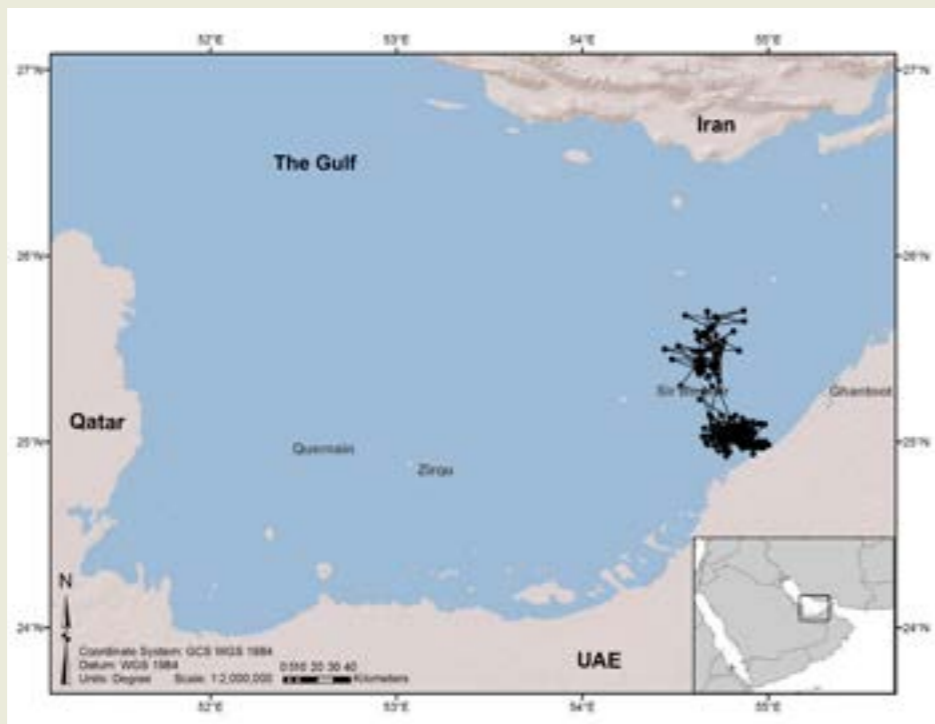 52°E 53°E 54°E 55°E
27°N 27°N
Iran
The Gulf
26°N 26°N
Ghantoot
Qatar
25°N 25°N
Quernain
Zirqu
N
24°N 24°N
Coordinate System: GCS WGS 1984
Datum: WGS 1984
Units: Degree Scale: 1:2,000,000
Kilometers
UAE
52°E 53°E 54°E 55°E